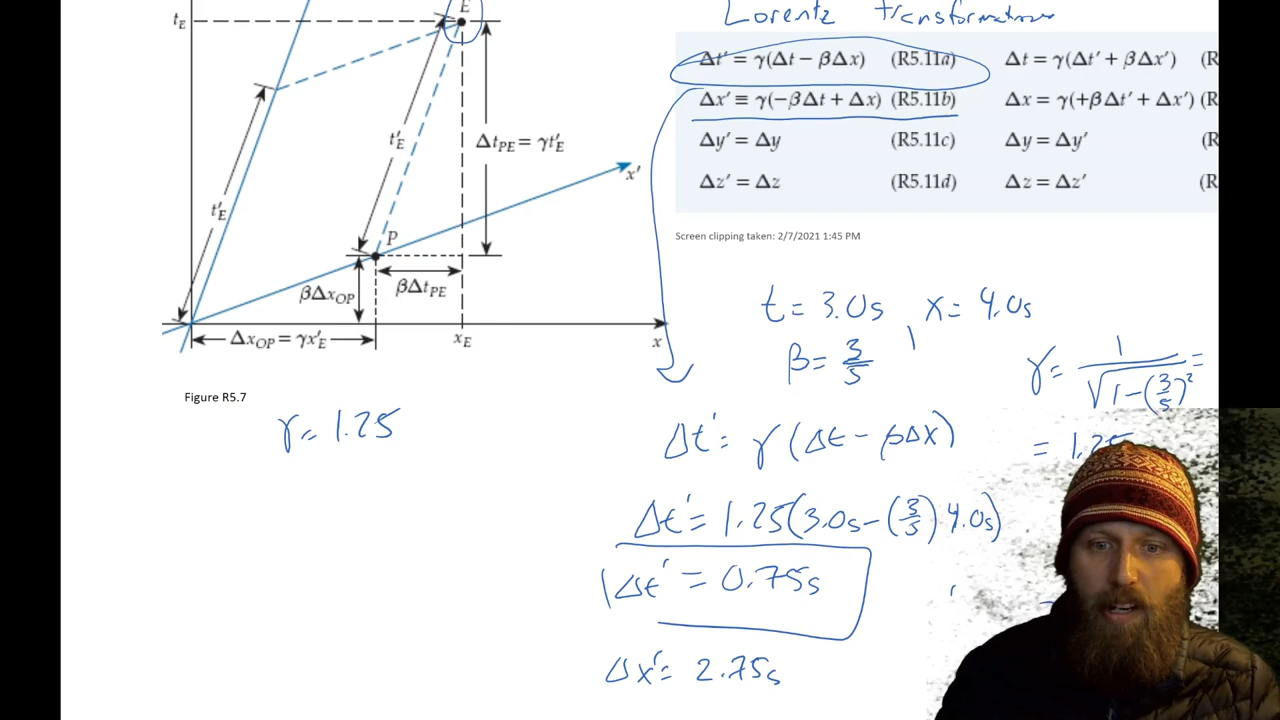 Lorentz transformations
t_E
E
t'_E
Δt_PE = γt'_E
t'_E
x'
P
βΔx_OP
βΔt_PE
Δx_OP = γx'_E
x_E
x
Figure R5.7
γ = 1.25
Δt′ = γ(Δt − βΔx) (R5.11a) Δt = γ(Δt′ + βΔx′) (R
Δx′ ≡ γ(−βΔt + Δx) (R5.11b) Δx = γ(+βΔt′ + Δx′) (R
Δy′ = Δy (R5.11c) Δy = Δy′ (R
Δz′ = Δz (R5.11d) Δz = Δz′ (R
Screen clipping taken: 2/7/2021 1:45 PM
t = 3.0s x = 4.0s
β = 3/5
γ = 1/√(1 − (3/5)²) =
= 1.25
Δt′ = γ(Δt − βΔx)
Δt′ = 1.25(3.0s − (3/5) 4.0s)
Δt′ = 0.75s
Δx′ = 2.75s